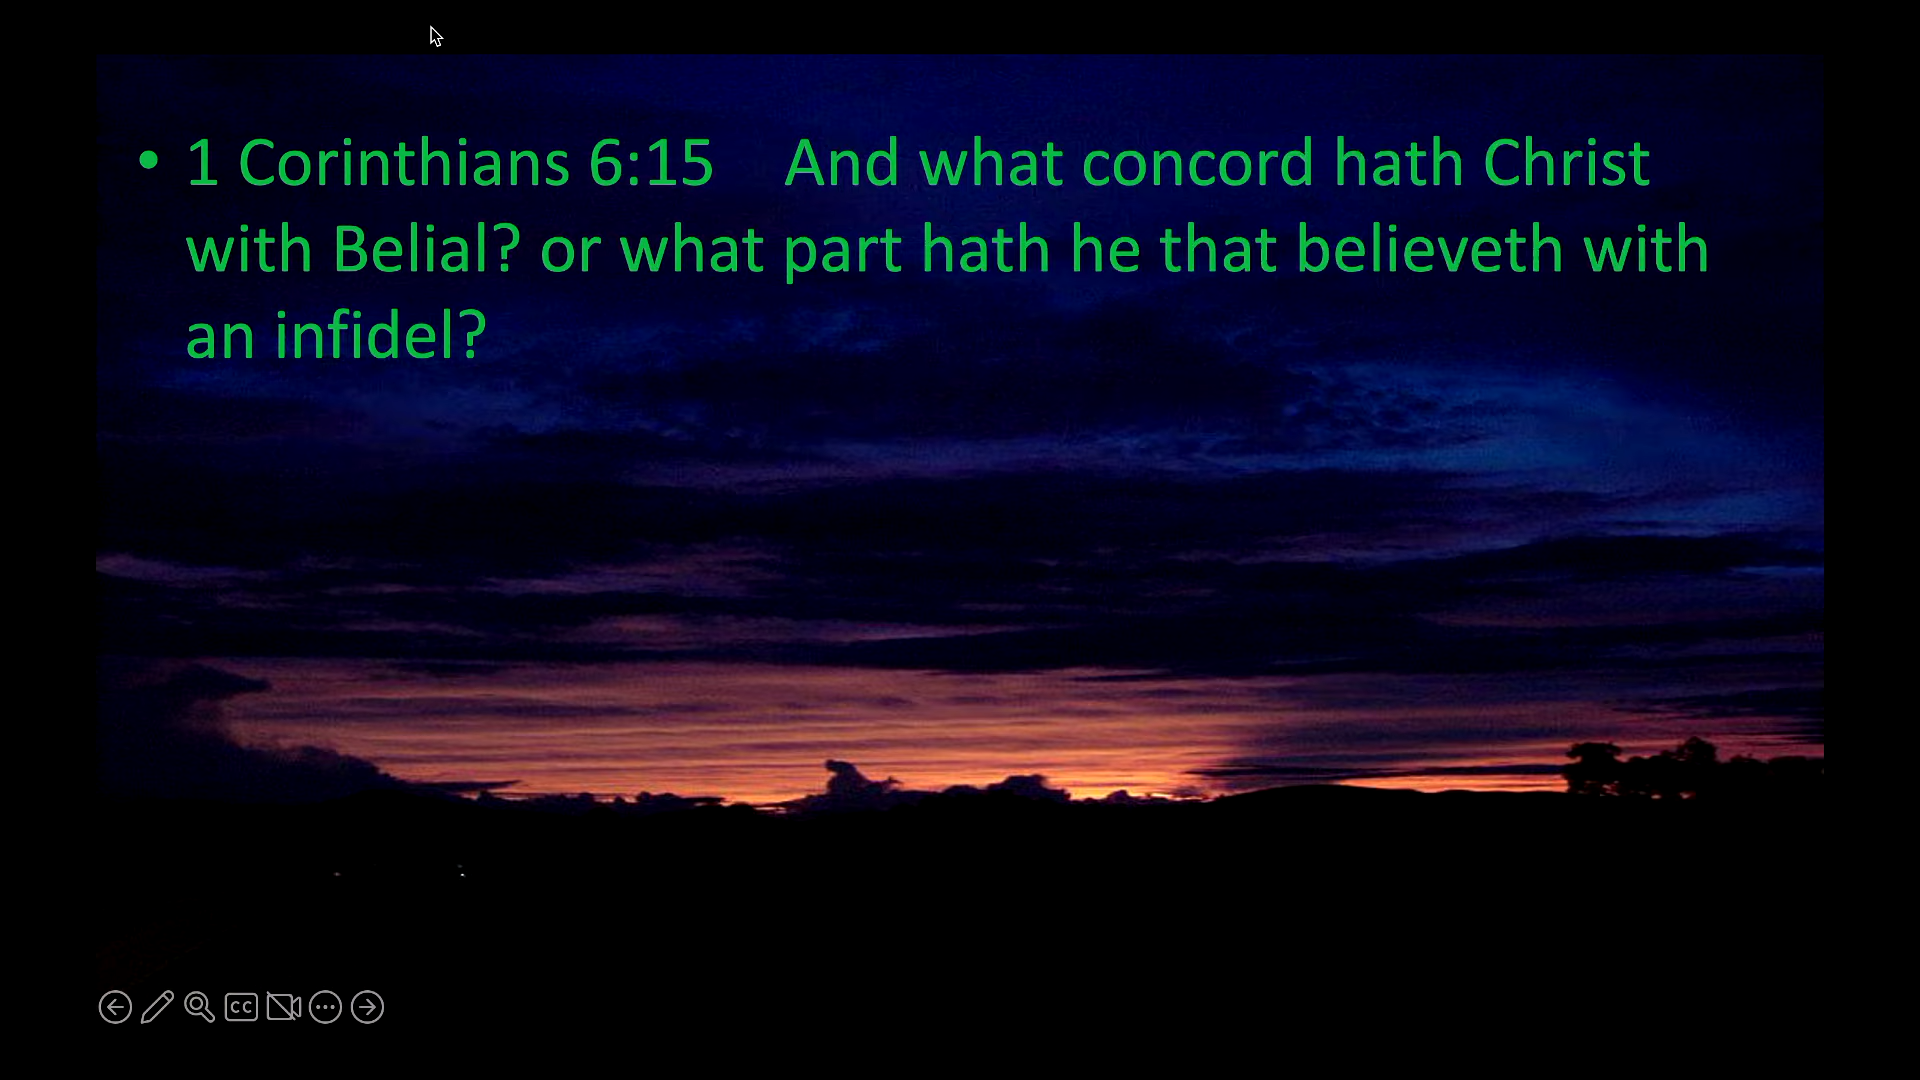 • 1 Corinthians 6:15 And what concord hath Christ
with Belial? or what part hath he that believeth with
an infidel?
CC